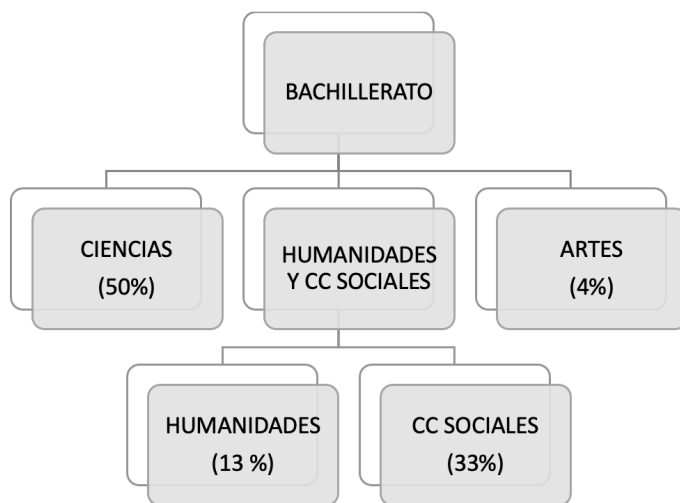 BACHILLERATO
CIENCIAS
(50%)
HUMANIDADES
Y CC SOCIALES
ARTES
(4%)
HUMANIDADES
(13 %)
CC SOCIALES
(33%)